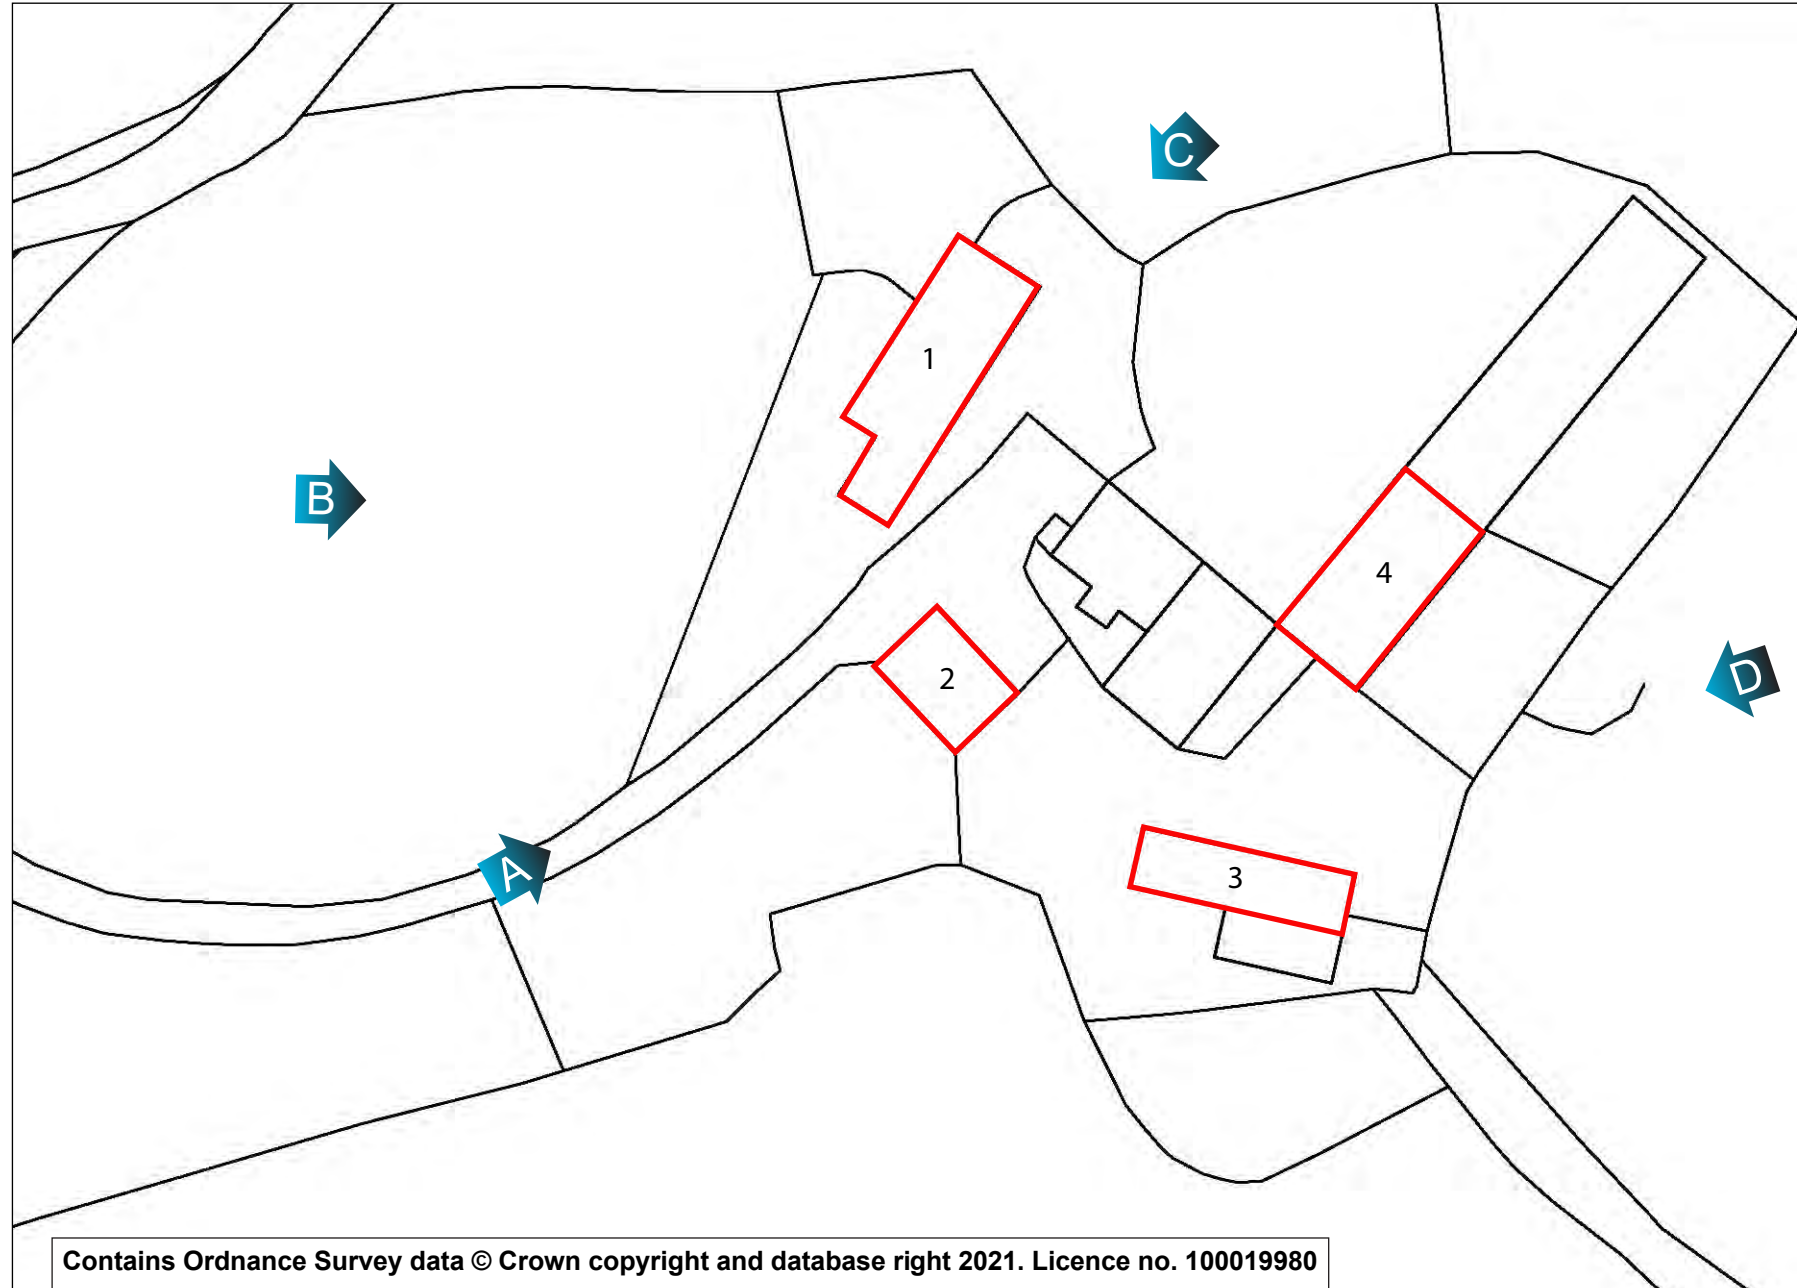 C
1
B
4
2
D
A
3
Contains Ordnance Survey data © Crown copyright and database right 2021. Licence no. 100019980